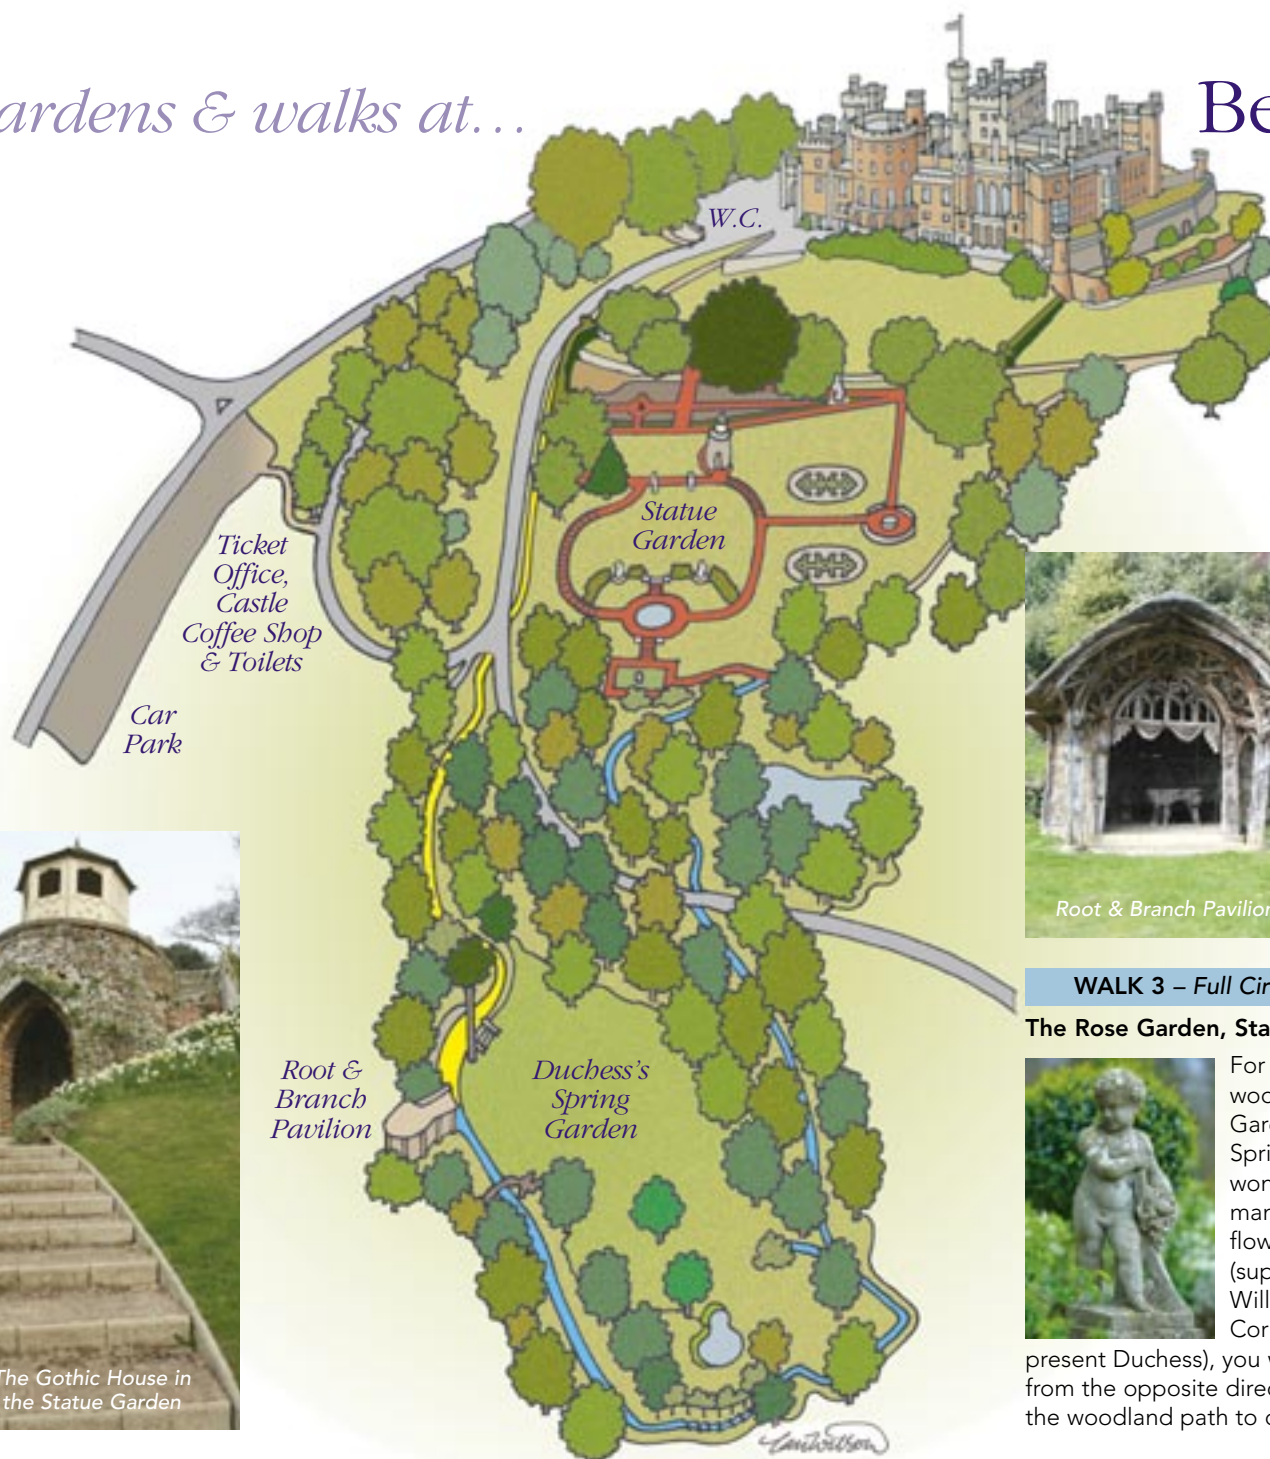 ardens & walks at…
Be
W.C.
Statue
Garden
Ticket
Office,
Castle
Coffee Shop
& Toilets
Car
Park
Root &
Branch
Pavilion
Duchess's
Spring
Garden
The Gothic House in
the Statue Garden
Root & Branch Pavilion
WALK 3 – Full Cir
The Rose Garden, Sta
For
woo
Gar
Spri
won
mar
flow
(sup
Will
Cor
present Duchess), you w
from the opposite direc
the woodland path to c
Ian Wilson